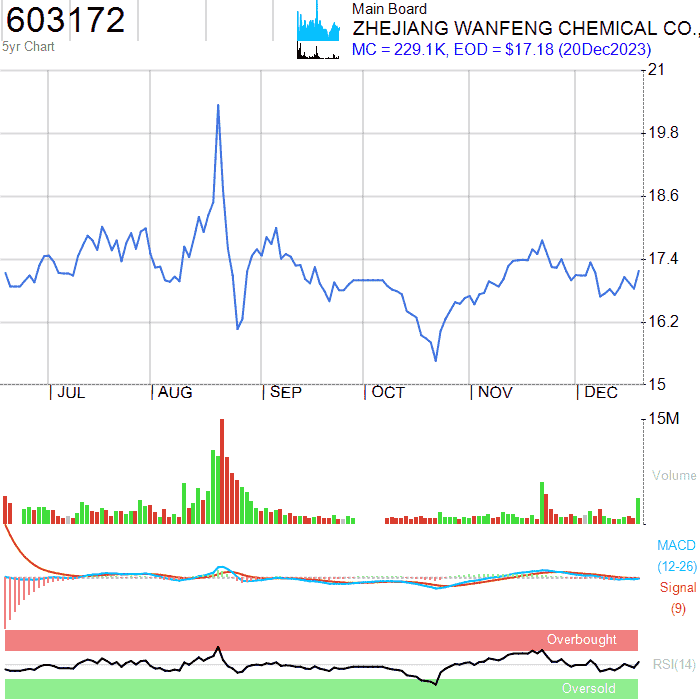 603172
5yr Chart
Main Board
ZHEJIANG WANFENG CHEMICAL CO.,
MC = 229.1K, EOD = $17.18 (20Dec2023)
21
19.8
18.6
17.4
16.2
15
JUL
AUG
SEP
OCT
NOV
DEC
15M
Volume
MACD
(12-26)
Signal
(9)
Overbought
RSI(14)
Oversold